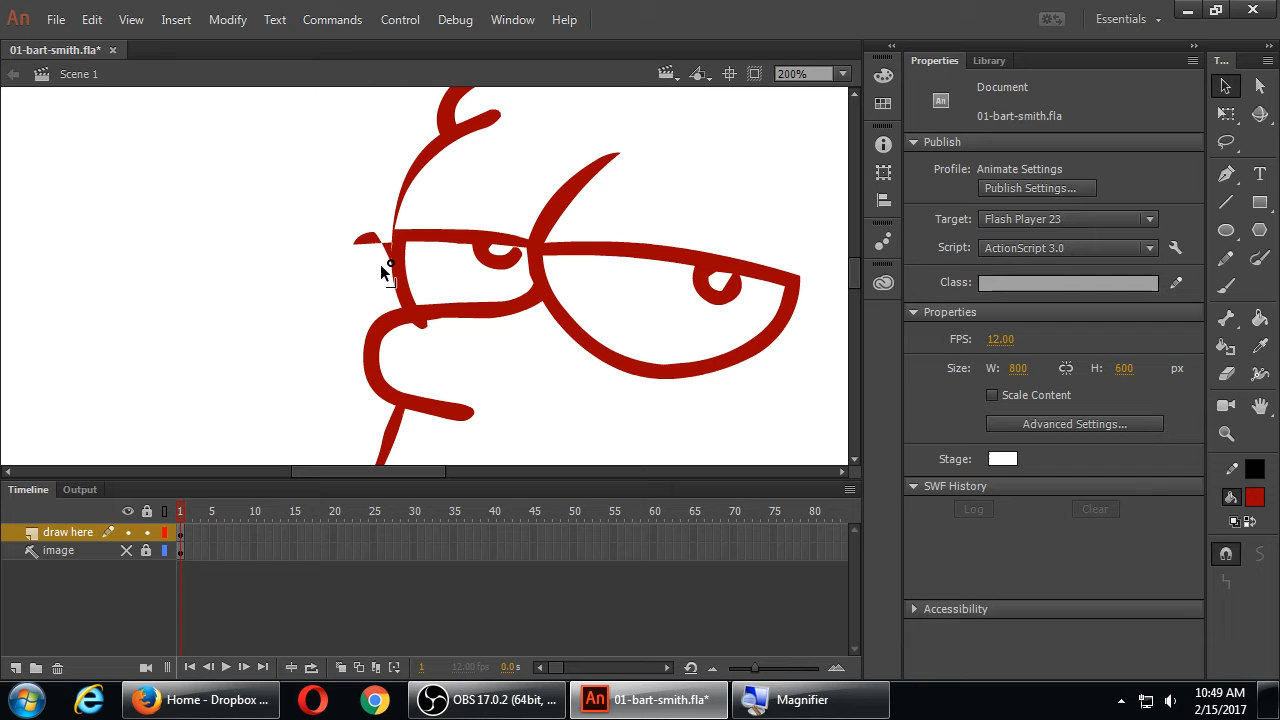 An File Edit View Insert Modify Text Commands Control Debug Window Help Essentials
01-bart-smith.fla* ×
Scene 1 200%
Properties Library T...
An Document
01-bart-smith.fla
Publish
Profile: Animate Settings
Publish Settings...
Target: Flash Player 23
Script: ActionScript 3.0
Class:
Properties
FPS: 12.00
Size: W: 800 H: 600 px
Scale Content
Advanced Settings...
Stage:
SWF History
Log Clear
Accessibility
Timeline Output
1 5 10 15 20 25 30 35 40 45 50 55 60 65 70 75 80
draw here
image
1 12.00 fps 0.0 s
Home - Dropbox ... OBS 17.0.2 (64bit, ... An 01-bart-smith.fla* Magnifier
10:49 AM
2/15/2017